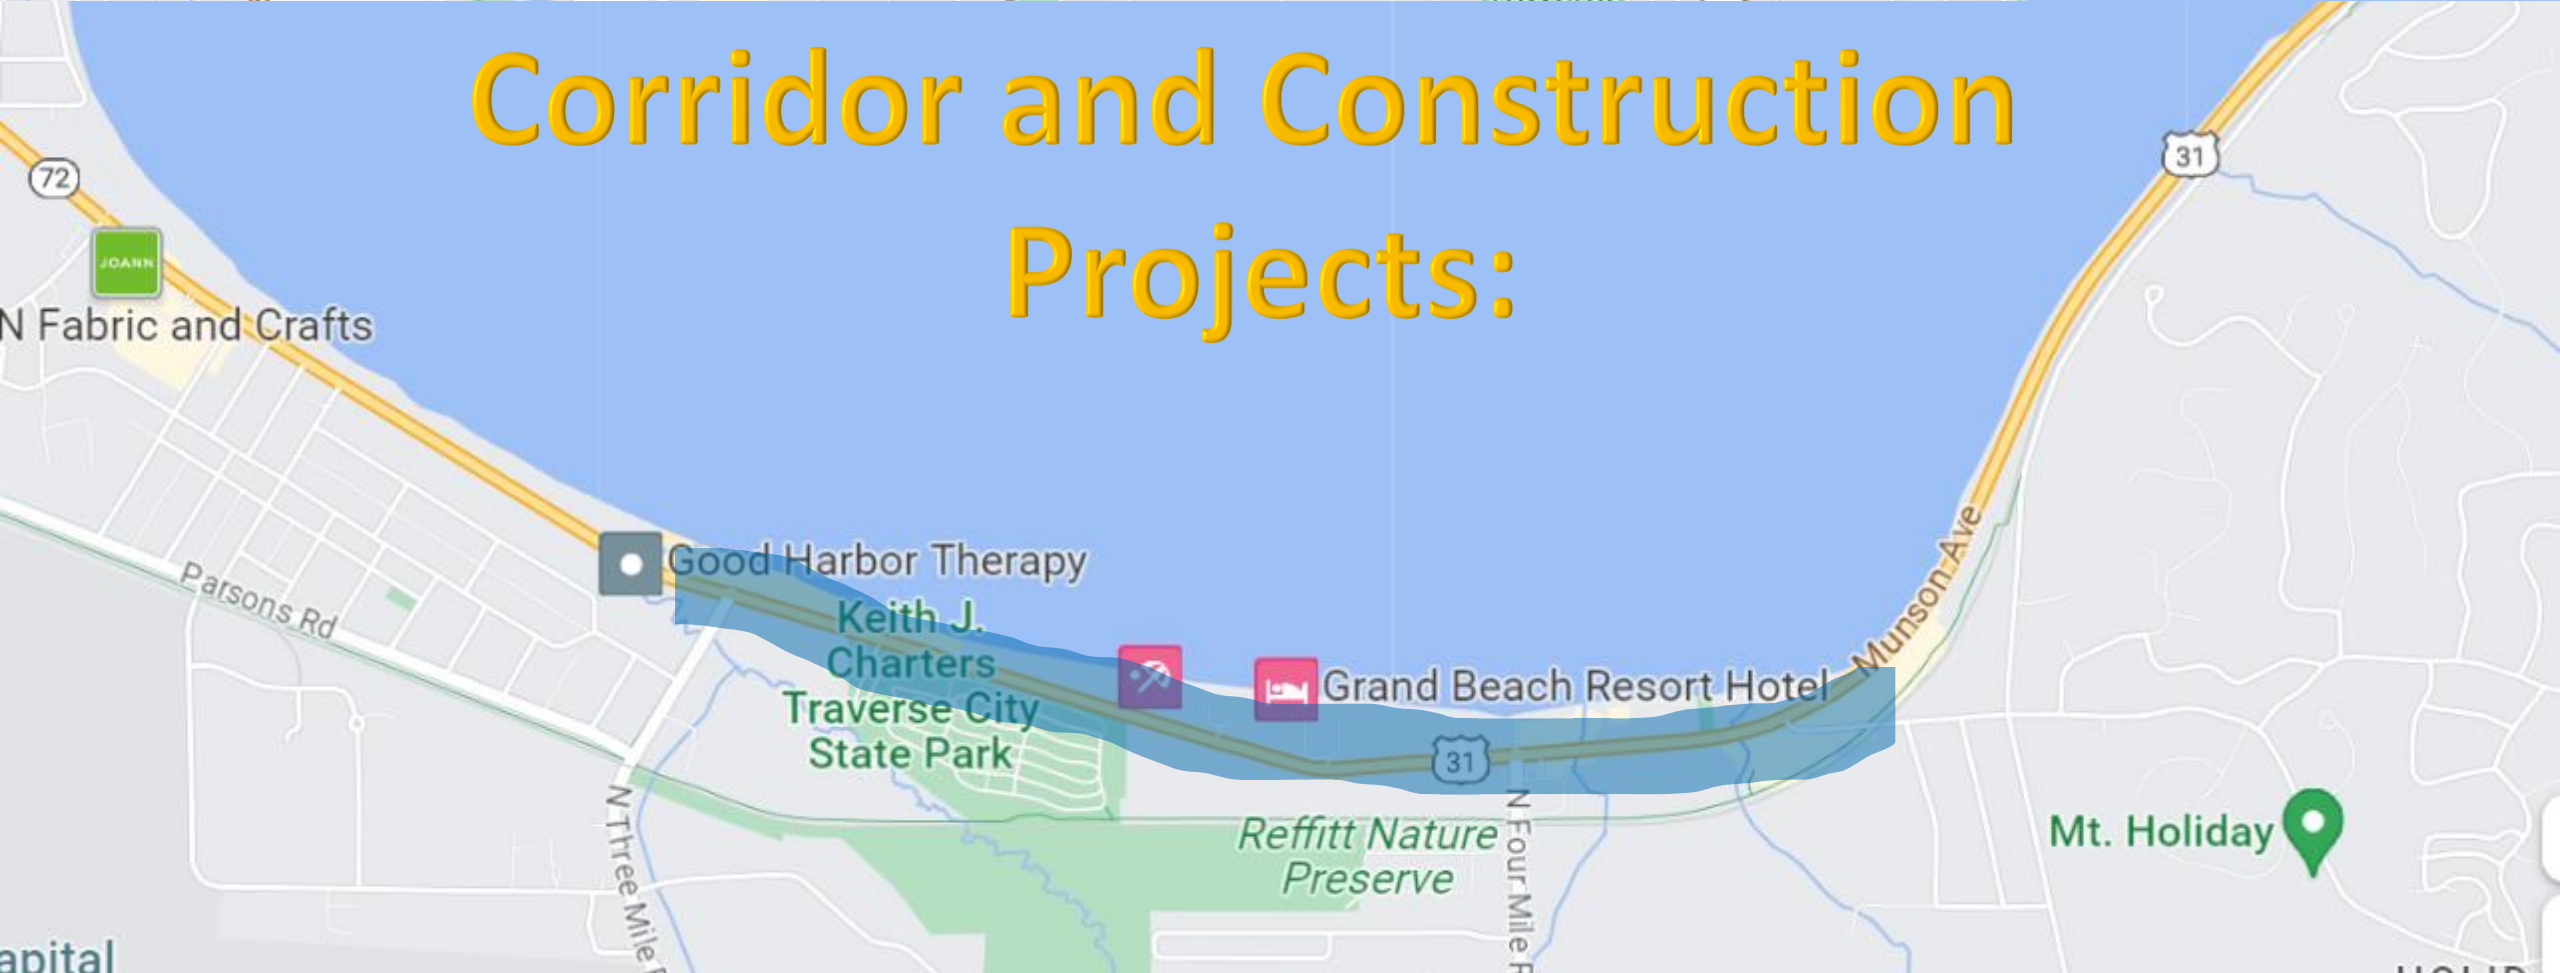 Corridor and Construction
Projects:
31
72
JOANN
N Fabric and Crafts
Good Harbor Therapy
Keith J.
Charters
Traverse City
State Park
Parsons Rd
Grand Beach Resort Hotel
Munson Ave
31
N Three Mile
N Four Mile
Reffitt Nature
Preserve
Mt. Holiday
apital